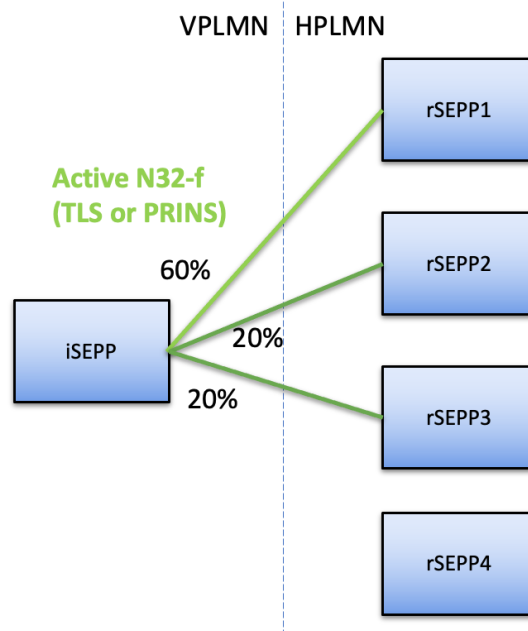 VPLMN
HPLMN
rSEPP1
Active N32-f
(TLS or PRINS)
60%
rSEPP2
20%
iSEPP
20%
rSEPP3
rSEPP4